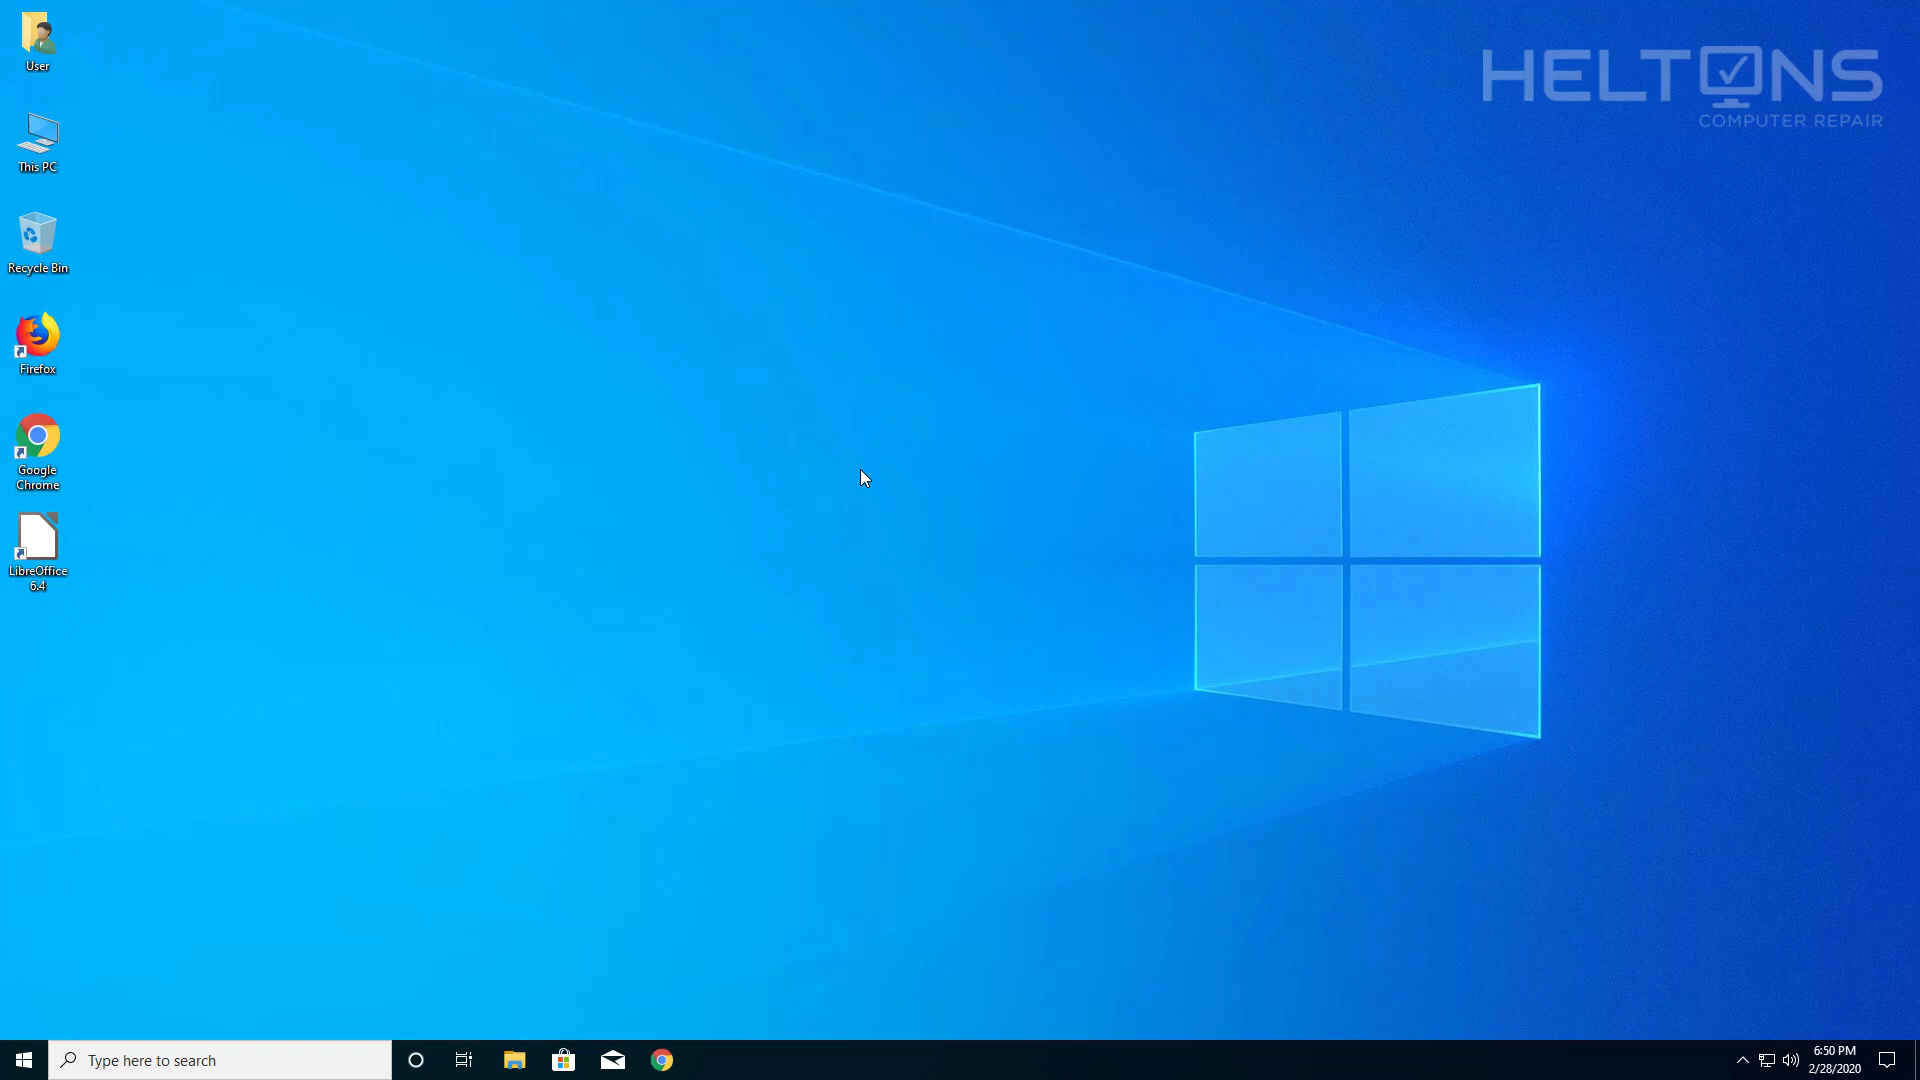 User
This PC
Recycle Bin
Firefox
Google
Chrome
LibreOffice
6.4
HELTONS
COMPUTER REPAIR
Type here to search
6:50 PM
2/28/2020